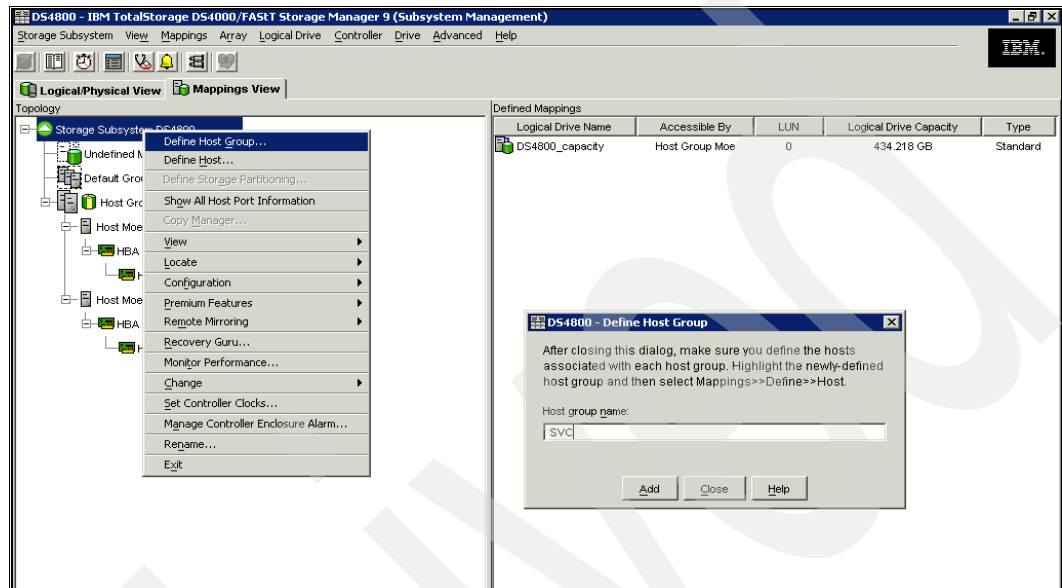 DS4800 - IBM TotalStorage DS4000/FAStT Storage Manager 9 (Subsystem Management)
Storage Subsystem View Mappings Array Logical Drive Controller Drive Advanced Help
IBM.
Logical/Physical View Mappings View
Topology
Storage Subsystem DS4800
Undefined
Default
Host
Host Moe
HBA
Host Moe
HBA
Define Host Group...
Define Host...
Define Storage Partitioning...
Show All Host Port Information
Copy Manager...
View
Locate
Configuration
Premium Features
Remote Mirroring
Recovery Guru...
Monitor Performance...
Change
Set Controller Clocks...
Manage Controller Enclosure Alarm...
Rename...
Exit
Defined Mappings
Logical Drive Name Accessible By LUN Logical Drive Capacity Type
DS4800_capacity Host Group Moe 0 434.218 GB Standard
DS4800 - Define Host Group
After closing this dialog, make sure you define the hosts
associated with each host group. Highlight the newly-defined
host group and then select Mappings>>Define>>Host.
Host group name:
SVC
Add Close Help